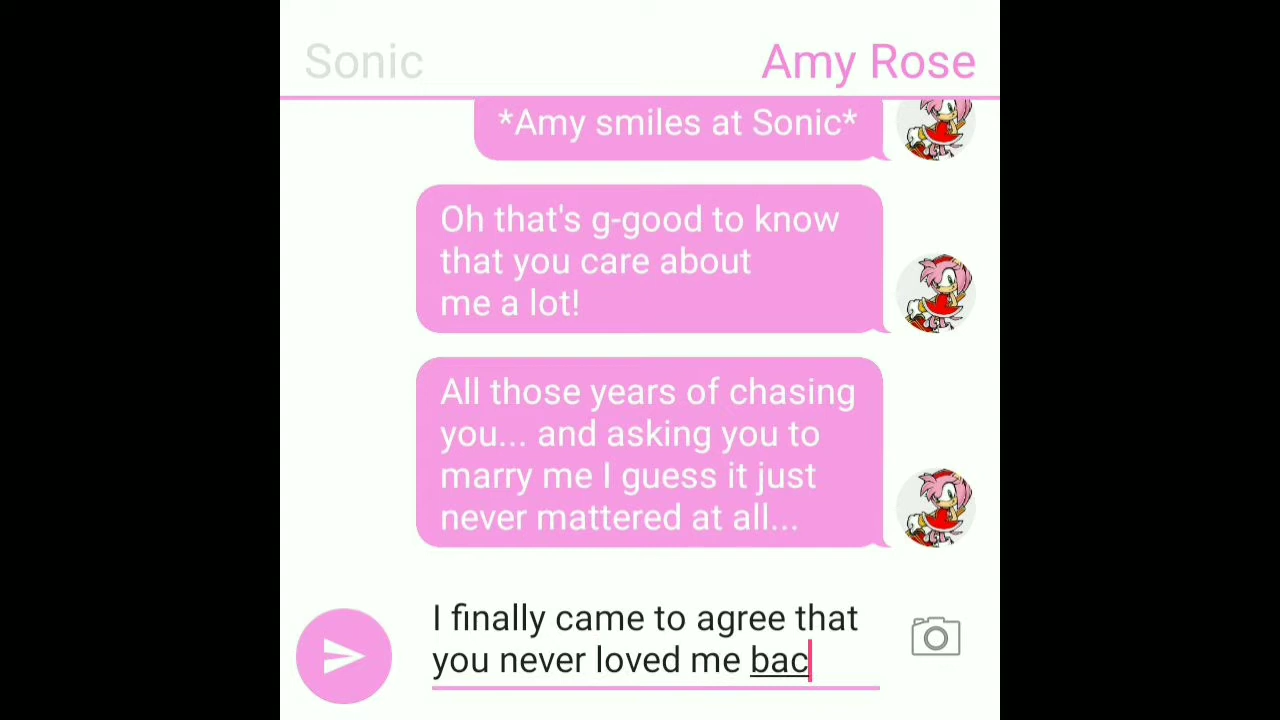 Sonic
Amy Rose
*Amy smiles at Sonic*
Oh that's g-good to know
that you care about
me a lot!
All those years of chasing
you... and asking you to
marry me I guess it just
never mattered at all...
I finally came to agree that
you never loved me bac